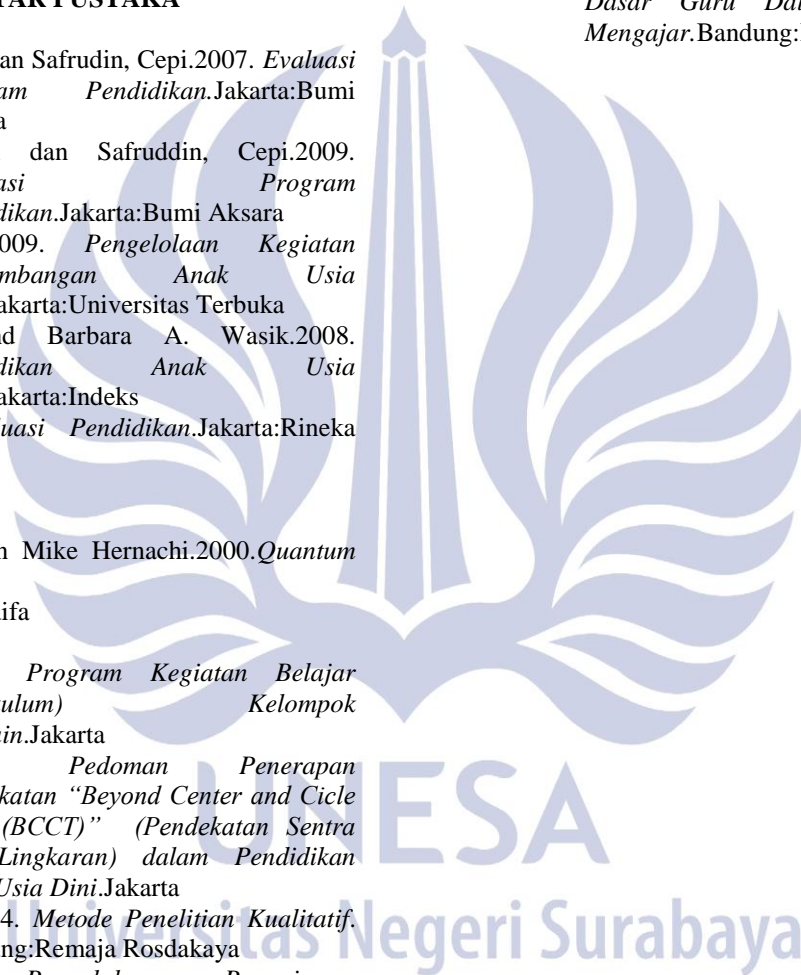 TAR PUSTAKA
an Safrudin, Cepi.2007. Evaluasi
am Pendidikan.Jakarta:Bumi
a
dan Safruddin, Cepi.2009.
asi Program
dikan.Jakarta:Bumi Aksara
009. Pengelolaan Kegiatan
mbangan Anak Usia
akarta:Universitas Terbuka
nd Barbara A. Wasik.2008.
dikan Anak Usia
akarta:Indeks
luasi Pendidikan.Jakarta:Rineka
n Mike Hernachi.2000.Quantum
ifa
Program Kegiatan Belajar
ulum) Kelompok
ain.Jakarta
Pedoman Penerapan
katan “Beyond Center and Cicle
(BCCT)” (Pendekatan Sentra
Lingkaran) dalam Pendidikan
Usia Dini.Jakarta
4. Metode Penelitian Kualitatif.
ng:Remaja Rosdakaya
Dasar Guru Dal
Mengajar.Bandung:
UNESA
Universitas Negeri Surabaya